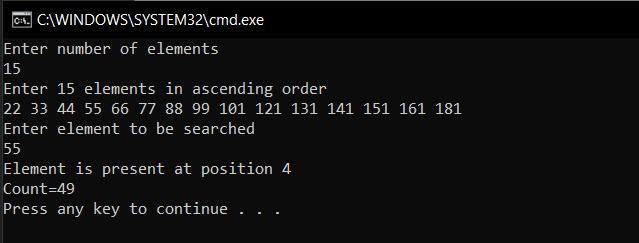 C:\WINDOWS\SYSTEM32\cmd.exe
Enter number of elements
15
Enter 15 elements in ascending order
22 33 44 55 66 77 88 99 101 121 131 141 151 161 181
Enter element to be searched
55
Element is present at position 4
Count=49
Press any key to continue . . .